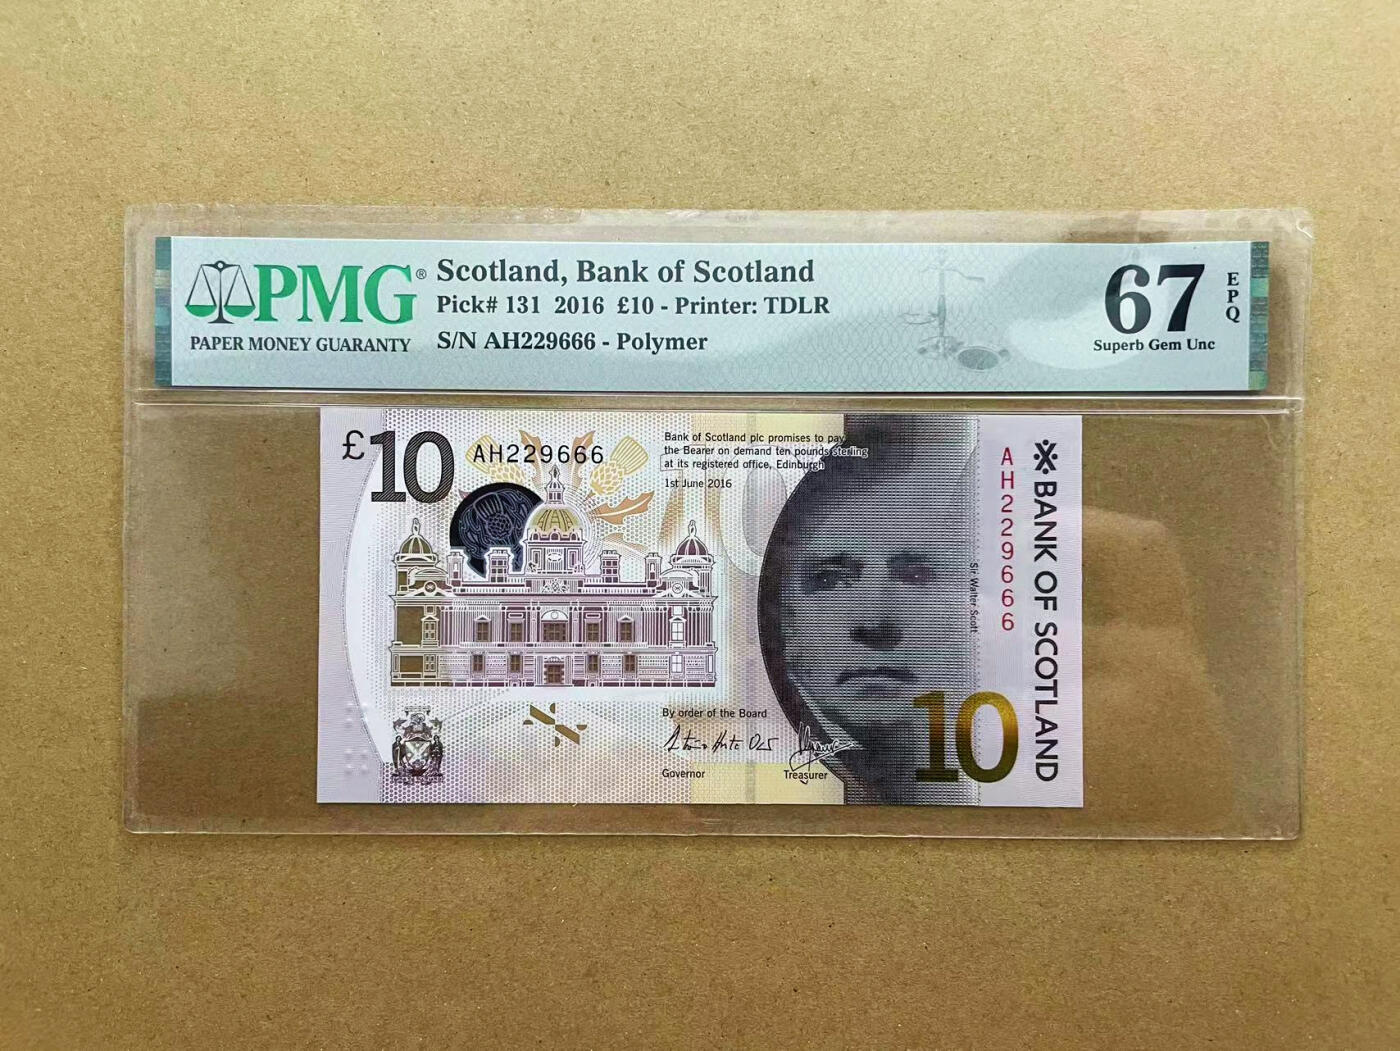 PMG®
PAPER MONEY GUARANTY
Scotland, Bank of Scotland
Pick# 131 2016 £10 - Printer: TDLR
S/N AH229666 - Polymer
67
EPQ
Superb Gem Unc
£10
AH229666
Bank of Scotland plc promises to pay
the Bearer on demand ten pounds sterling
at its registered office, Edinburgh
1st June 2016
By order of the Board
Governor
Treasurer
Sir Walter Scott
10
AH229666
BANK OF SCOTLAND